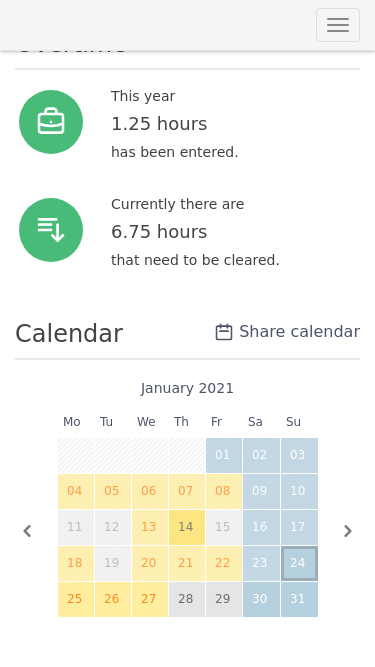 Overtime
This year
1.25 hours
has been entered.
Currently there are
6.75 hours
that need to be cleared.
Calendar
Share calendar
January 2021
Mo Tu We Th Fr Sa Su
01 02 03
04 05 06 07 08 09 10
11 12 13 14 15 16 17
18 19 20 21 22 23 24
25 26 27 28 29 30 31